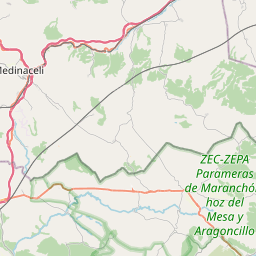 Medinaceli
ZEC-ZEPA
Parameras
de Maranchón
hoz del
Mesa y
Aragoncillo